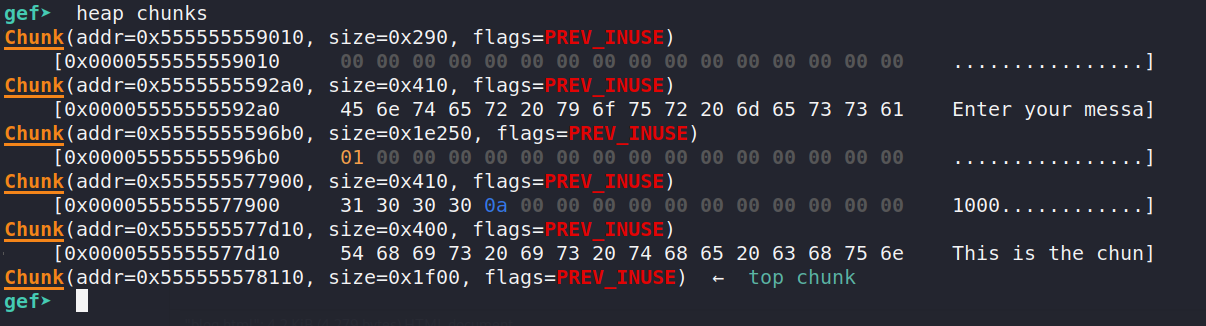 gef➤  heap chunks
Chunk(addr=0x555555559010, size=0x290, flags=PREV_INUSE)
    [0x0000555555559010     00 00 00 00 00 00 00 00 00 00 00 00 00 00 00 00    ................]
Chunk(addr=0x5555555592a0, size=0x410, flags=PREV_INUSE)
    [0x00005555555592a0     45 6e 74 65 72 20 79 6f 75 72 20 6d 65 73 73 61    Enter your messa]
Chunk(addr=0x5555555596b0, size=0x1e250, flags=PREV_INUSE)
    [0x00005555555596b0     01 00 00 00 00 00 00 00 00 00 00 00 00 00 00 00    ................]
Chunk(addr=0x555555577900, size=0x410, flags=PREV_INUSE)
    [0x0000555555577900     31 30 30 30 0a 00 00 00 00 00 00 00 00 00 00 00    1000............]
Chunk(addr=0x555555577d10, size=0x400, flags=PREV_INUSE)
    [0x0000555555577d10     54 68 69 73 20 69 73 20 74 68 65 20 63 68 75 6e    This is the chun]
Chunk(addr=0x555555578110, size=0x1f00, flags=PREV_INUSE)  ←  top chunk
gef➤